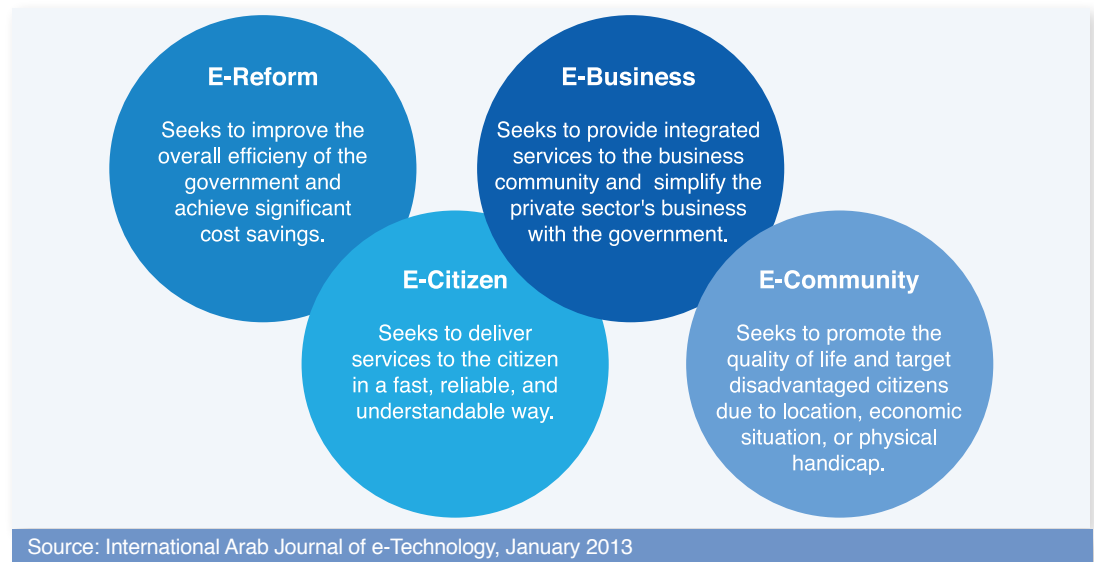 E-Reform
Seeks to improve the
overall efficieny of the
government and
achieve significant
cost savings.
E-Business
Seeks to provide integrated
services to the business
community and simplify the
private sector's business
with the government.
E-Citizen
Seeks to deliver
services to the citizen
in a fast, reliable, and
understandable way.
E-Community
Seeks to promote the
quality of life and target
disadvantaged citizens
due to location, economic
situation, or physical
handicap.
Source: International Arab Journal of e-Technology, January 2013